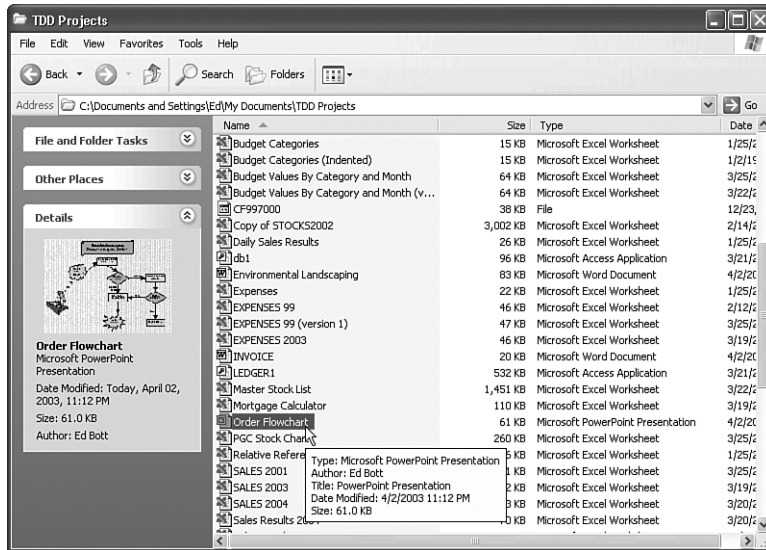 TDD Projects
File Edit View Favorites Tools Help
Back Search Folders
Address C:\Documents and Settings\Ed\My Documents\TDD Projects Go
File and Folder Tasks
Other Places
Details
Order Flowchart
Microsoft PowerPoint
Presentation
Date Modified: Today, April 02,
2003, 11:12 PM
Size: 61.0 KB
Author: Ed Bott
Name Size Type Date
Budget Categories 15 KB Microsoft Excel Worksheet 1/25/2
Budget Categories (Indented) 15 KB Microsoft Excel Worksheet 1/2/19
Budget Values By Category and Month 64 KB Microsoft Excel Worksheet 3/25/2
Budget Values By Category and Month (v... 64 KB Microsoft Excel Worksheet 3/22/2
CF997000 38 KB File 12/23,
Copy of STOCKS2002 3,002 KB Microsoft Excel Worksheet 2/14/2
Daily Sales Results 26 KB Microsoft Excel Worksheet 1/25/2
db1 96 KB Microsoft Access Application 3/21/2
Environmental Landscaping 83 KB Microsoft Word Document 4/2/20
Expenses 22 KB Microsoft Excel Worksheet 1/25/2
EXPENSES 99 46 KB Microsoft Excel Worksheet 2/12/2
EXPENSES 99 (version 1) 47 KB Microsoft Excel Worksheet 3/25/2
EXPENSES 2003 46 KB Microsoft Excel Worksheet 3/19/2
INVOICE 20 KB Microsoft Word Document 4/2/20
LEDGER1 532 KB Microsoft Access Application 3/21/2
Master Stock List 1,451 KB Microsoft Excel Worksheet 3/22/2
Mortgage Calculator 110 KB Microsoft Excel Worksheet 3/19/2
Order Flowchart 61 KB Microsoft PowerPoint Presentation 4/2/20
PGC Stock Char 260 KB Microsoft Excel Worksheet 3/25/2
Relative Refere 6 KB Microsoft Excel Worksheet 1/25/2
SALES 2001 1 KB Microsoft Excel Worksheet 3/25/2
SALES 2003 2 KB Microsoft Excel Worksheet 3/19/2
SALES 2004 3 KB Microsoft Excel Worksheet 3/20/2
Sales Results 0 KB Microsoft Excel Worksheet 3/20/2
Type: Microsoft PowerPoint Presentation
Author: Ed Bott
Title: PowerPoint Presentation
Date Modified: 4/2/2003 11:12 PM
Size: 61.0 KB